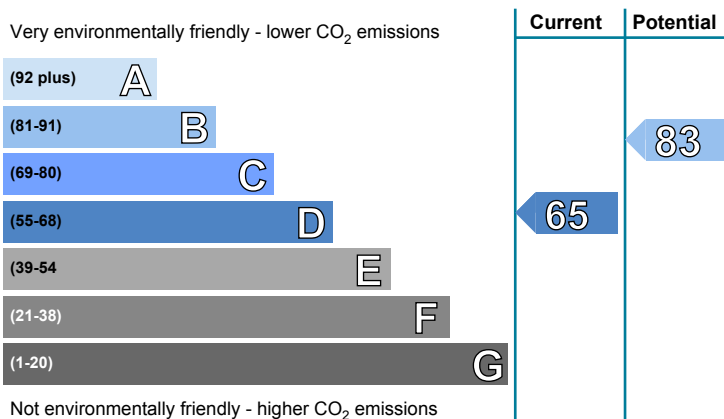 Current Potential
Very environmentally friendly - lower CO2 emissions
(92 plus) A
(81-91) B
83
(69-80) C
(55-68) D
65
(39-54 E
(21-38) F
(1-20) G
Not environmentally friendly - higher CO2 emissions